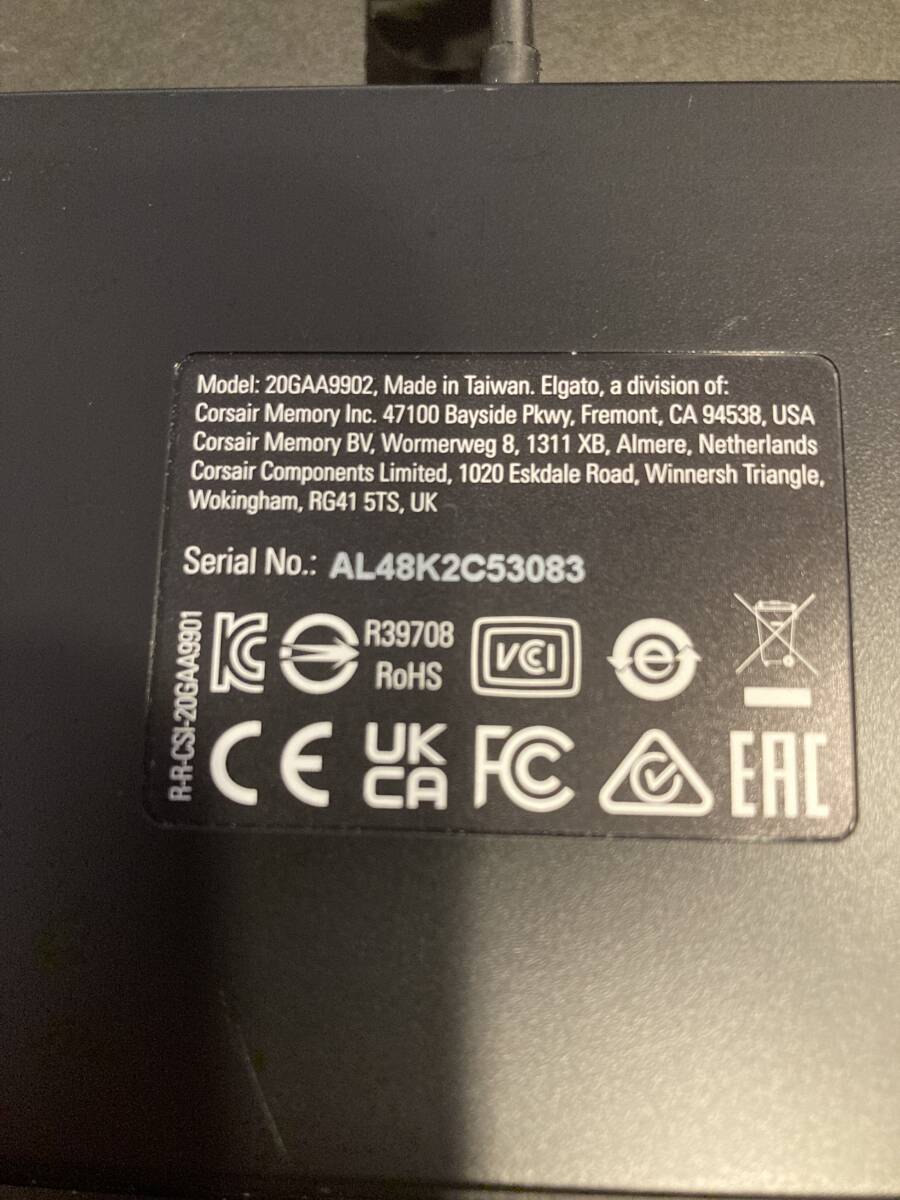 Model: 20GAA9902, Made in Taiwan. Elgato, a division of:
Corsair Memory Inc. 47100 Bayside Pkwy, Fremont, CA 94538, USA
Corsair Memory BV, Wormerweg 8, 1311 XB, Almere, Netherlands
Corsair Components Limited, 1020 Eskdale Road, Winnersh Triangle,
Wokingham, RG41 5TS, UK
Serial No.: AL48K2C53083
R-R-CSI-20GAA9901
R39708
RoHS
VCI
CE
UK
CA
FC
EAC